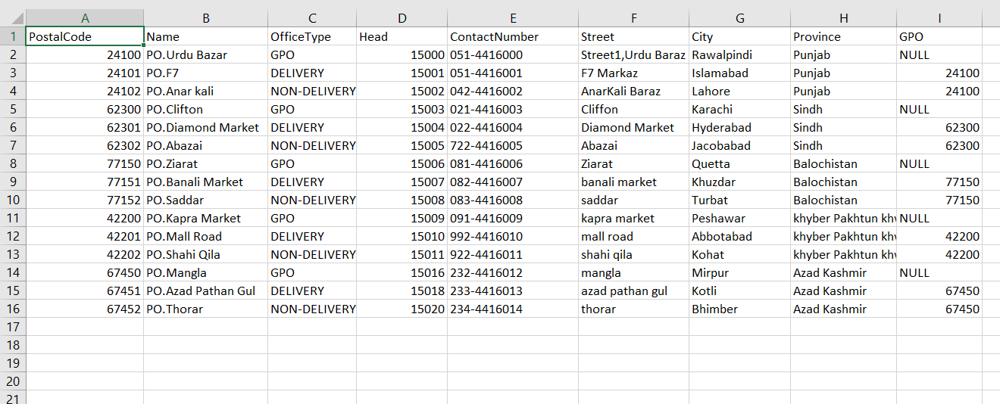 A B C D E F G H I
1 PostalCode Name OfficeType Head ContactNumber Street City Province GPO
2 24100 PO.Urdu Bazar GPO 15000 051-4416000 Street1,Urdu Baraz Rawalpindi Punjab NULL
3 24101 PO.F7 DELIVERY 15001 051-4416001 F7 Markaz Islamabad Punjab 24100
4 24102 PO.Anar kali NON-DELIVERY 15002 042-4416002 AnarKali Baraz Lahore Punjab 24100
5 62300 PO.Clifton GPO 15003 021-4416003 Cliffon Karachi Sindh NULL
6 62301 PO.Diamond Market DELIVERY 15004 022-4416004 Diamond Market Hyderabad Sindh 62300
7 62302 PO.Abazai NON-DELIVERY 15005 722-4416005 Abazai Jacobabad Sindh 62300
8 77150 PO.Ziarat GPO 15006 081-4416006 Ziarat Quetta Balochistan NULL
9 77151 PO.Banali Market DELIVERY 15007 082-4416007 banali market Khuzdar Balochistan 77150
10 77152 PO.Saddar NON-DELIVERY 15008 083-4416008 saddar Turbat Balochistan 77150
11 42200 PO.Kapra Market GPO 15009 091-4416009 kapra market Peshawar khyber Pakhtun khv NULL
12 42201 PO.Mall Road DELIVERY 15010 992-4416010 mall road Abbotabad khyber Pakhtun khv 42200
13 42202 PO.Shahi Qila NON-DELIVERY 15011 922-4416011 shahi qila Kohat khyber Pakhtun khv 42200
14 67450 PO.Mangla GPO 15016 232-4416012 mangla Mirpur Azad Kashmir NULL
15 67451 PO.Azad Pathan Gul DELIVERY 15018 233-4416013 azad pathan gul Kotli Azad Kashmir 67450
16 67452 PO.Thorar NON-DELIVERY 15020 234-4416014 thorar Bhimber Azad Kashmir 67450
17
18
19
20
21